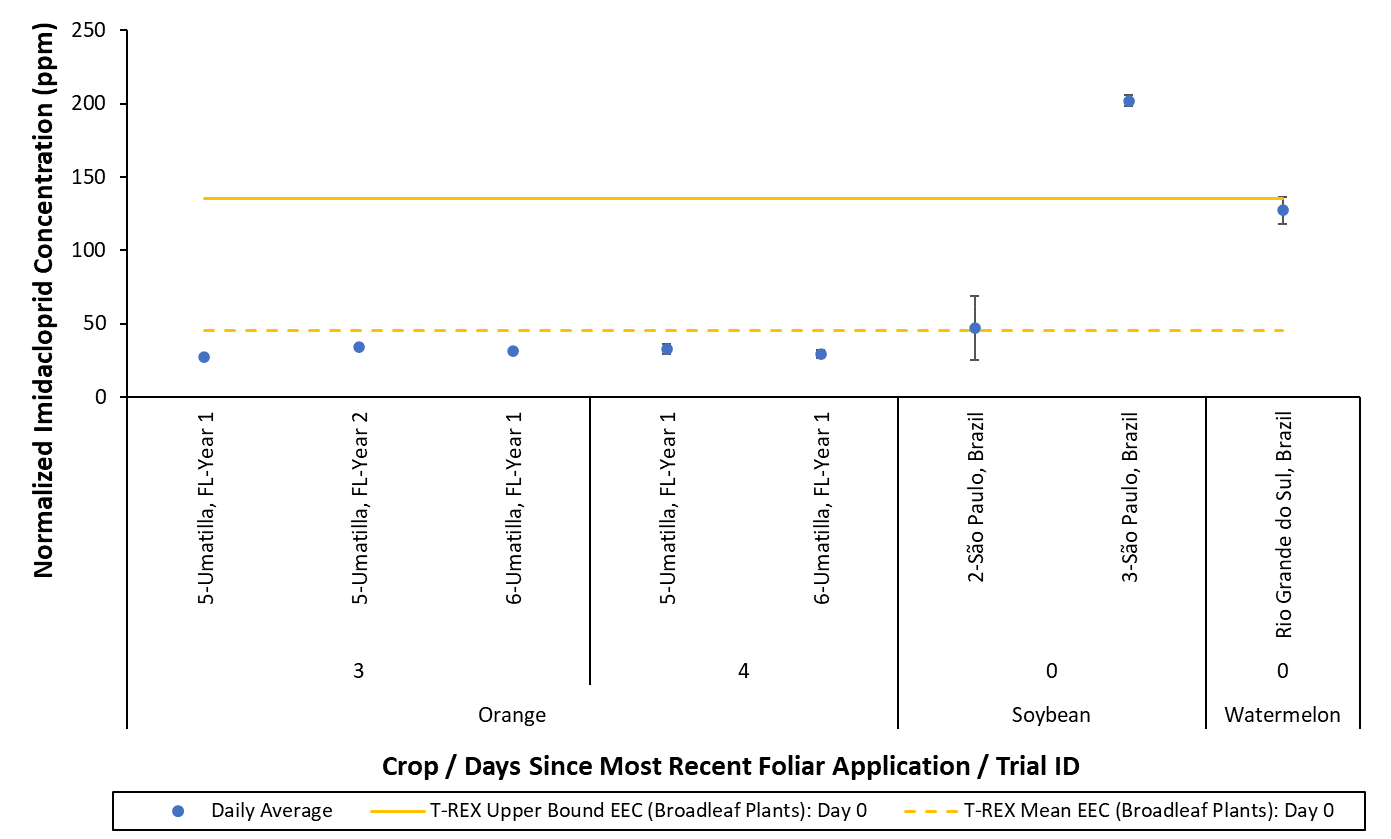 Normalized Imidacloprid Concentration (ppm)
250
200
150
100
50
0
5-Umatilla, FL-Year 1
5-Umatilla, FL-Year 2
6-Umatilla, FL-Year 1
5-Umatilla, FL-Year 1
6-Umatilla, FL-Year 1
2-São Paulo, Brazil
3-São Paulo, Brazil
Rio Grande do Sul, Brazil
3 4 0 0
Orange Soybean Watermelon
Crop / Days Since Most Recent Foliar Application / Trial ID
Daily Average T-REX Upper Bound EEC (Broadleaf Plants): Day 0 T-REX Mean EEC (Broadleaf Plants): Day 0